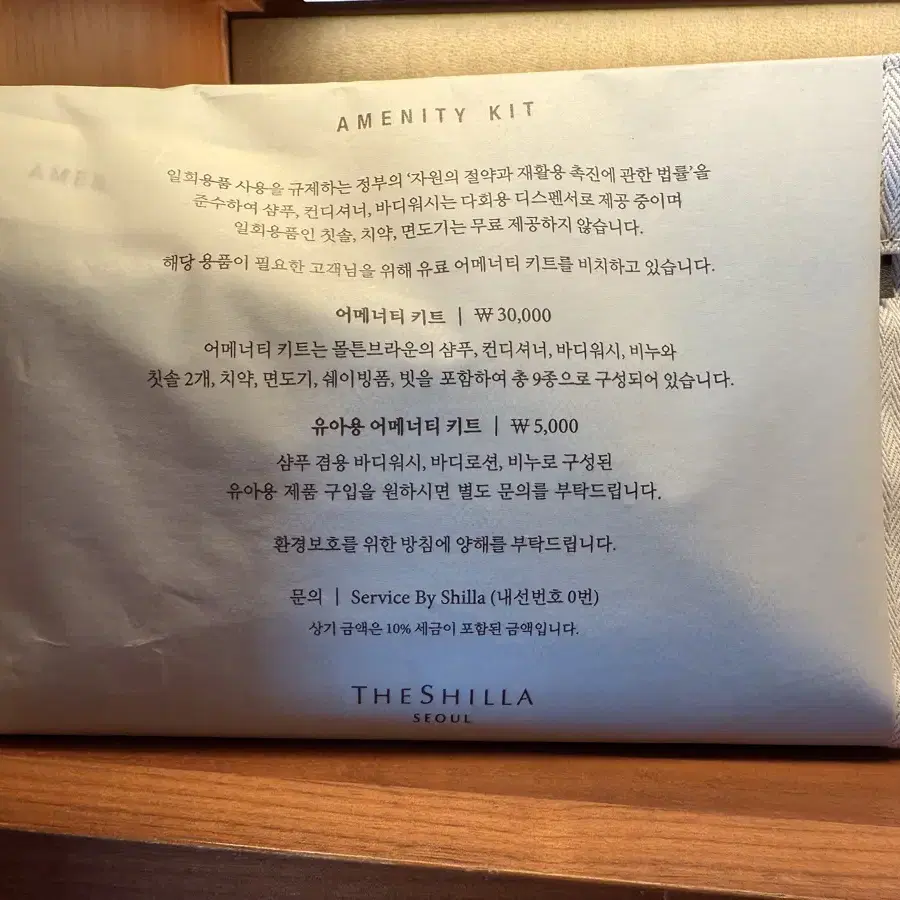 AMENITY KIT
일회용품 사용을 규제하는 정부의 '자원의 절약과 재활용 촉진에 관한 법률'을
준수하여 샴푸, 컨디셔너, 바디워시는 다회용 디스펜서로 제공 중이며
일회용품인 칫솔, 치약, 면도기는 무료 제공하지 않습니다.
해당 용품이 필요한 고객님을 위해 유료 어메너티 키트를 비치하고 있습니다.
어메너티 키트 | ₩ 30,000
어메너티 키트는 몰튼브라운의 샴푸, 컨디셔너, 바디워시, 비누와
칫솔 2개, 치약, 면도기, 쉐이빙폼, 빗을 포함하여 총 9종으로 구성되어 있습니다.
유아용 어메너티 키트 | ₩ 5,000
샴푸 겸용 바디워시, 바디로션, 비누로 구성된
유아용 제품 구입을 원하시면 별도 문의를 부탁드립니다.
환경보호를 위한 방침에 양해를 부탁드립니다.
문의 | Service By Shilla (내선번호 0번)
상기 금액은 10% 세금이 포함된 금액입니다.
THE SHILLA
SEOUL